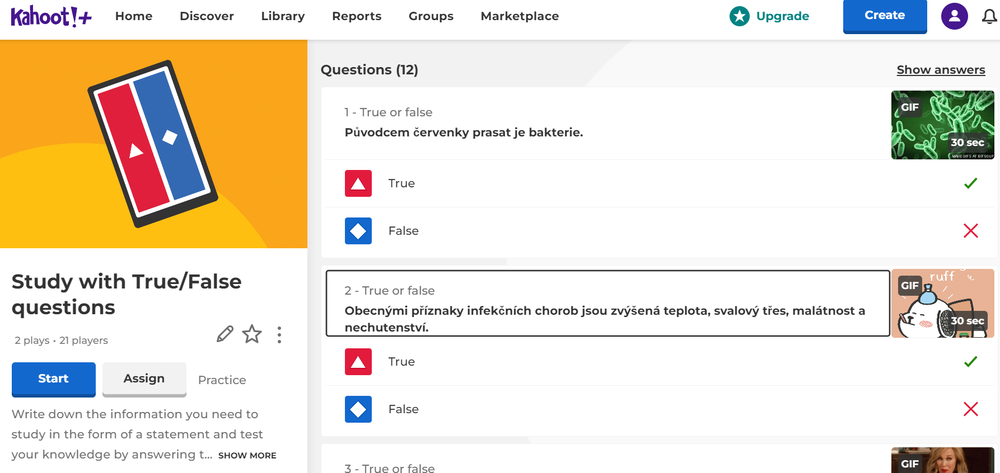 Kahoot!+
Home
Discover
Library
Reports
Groups
Marketplace
Upgrade
Create
Study with True/False
questions
2 plays • 21 players
Start
Assign
Practice
Write down the information you need to
study in the form of a statement and test
your knowledge by answering t... SHOW MORE
Questions (12)
Show answers
1 - True or false
Původcem červenky prasat je bakterie.
GIF
30 sec
MAKE GIFS AT GIFSOUP
True
False
2 - True or false
Obecnými příznaky infekčních chorob jsou zvýšená teplota, svalový třes, malátnost a
nechutenství.
ruff
GIF
30 sec
True
False
3 - True or false
GIF